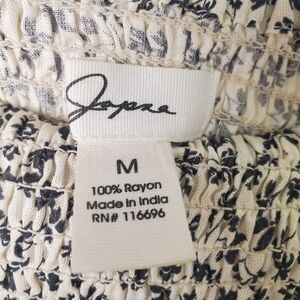 Japna
M
100% Rayon
Made in India
RN# 116696